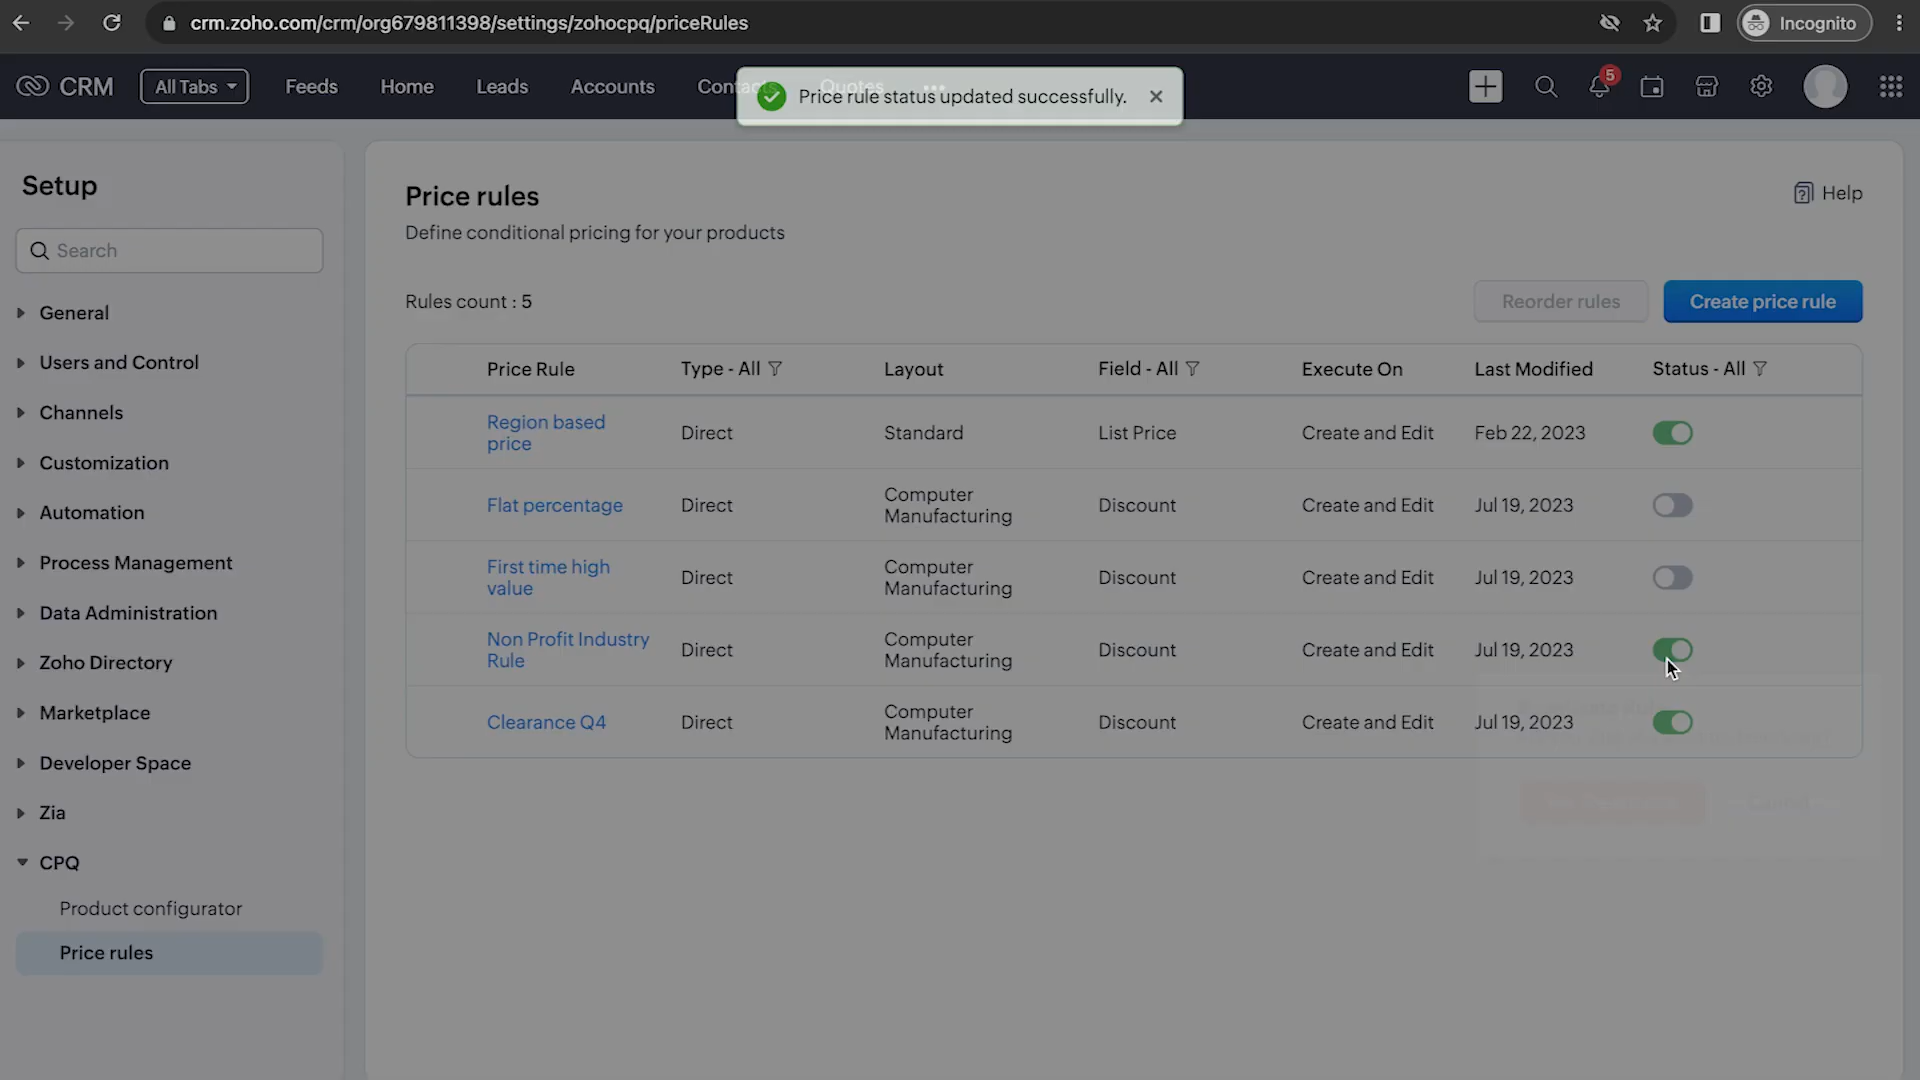 crm.zoho.com/crm/org679811398/settings/zohocpq/priceRules
Incognito
CRM
All Tabs
Feeds
Home
Leads
Accounts
Contacts
Quotes
Price rule status updated successfully.
5
Setup
Search
General
Users and Control
Channels
Customization
Automation
Process Management
Data Administration
Zoho Directory
Marketplace
Developer Space
Zia
CPQ
Product configurator
Price rules
Price rules
Help
Define conditional pricing for your products
Rules count : 5
Reorder rules
Create price rule
Price Rule Type - All Layout Field - All Execute On Last Modified Status - All
Region based
price
Direct
Standard
List Price
Create and Edit
Feb 22, 2023
Flat percentage
Direct
Computer
Manufacturing
Discount
Create and Edit
Jul 19, 2023
First time high
value
Direct
Computer
Manufacturing
Discount
Create and Edit
Jul 19, 2023
Non Profit Industry
Rule
Direct
Computer
Manufacturing
Discount
Create and Edit
Jul 19, 2023
Clearance Q4
Direct
Computer
Manufacturing
Discount
Create and Edit
Jul 19, 2023
Cancel